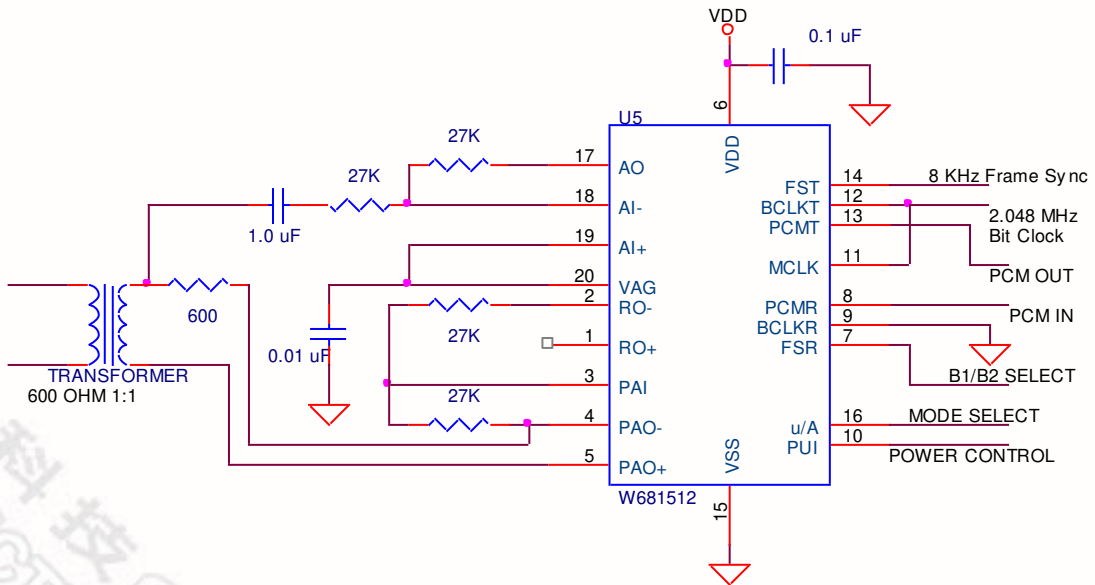 VDD
0.1 uF
6
U5
27K
17
AO
VDD
27K
18
AI-
1.0 uF
19
AI+
20
VAG
600
2
RO-
27K
0.01 uF
1
RO+
TRANSFORMER
600 OHM 1:1
3
PAI
27K
4
PAO-
5
PAO+
VSS
W681512
15
FST
14
8 KHz Frame Sync
BCLKT
12
2.048 MHz
Bit Clock
PCMT
13
PCM OUT
MCLK
11
PCMR
8
PCM IN
BCLKR
9
FSR
7
B1/B2 SELECT
u/A
16
MODE SELECT
PUI
10
POWER CONTROL
科技